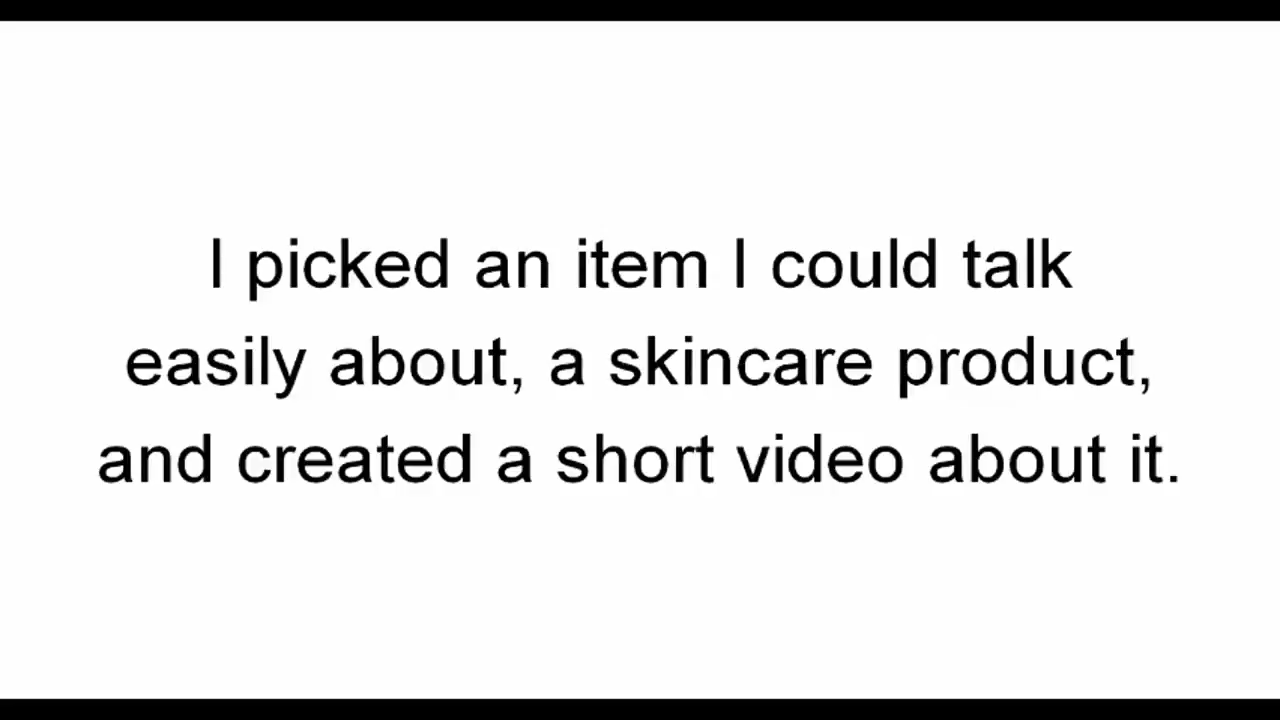 I picked an item I could talk
easily about, a skincare product,
and created a short video about it.